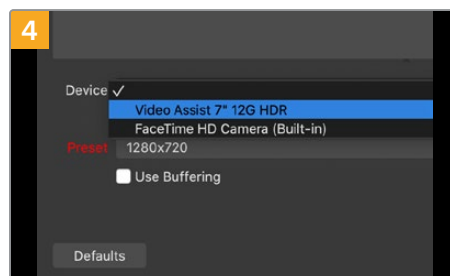 4
Device ✓
Video Assist 7" 12G HDR
FaceTime HD Camera (Built-in)
Preset 1280x720
Use Buffering
Defaults